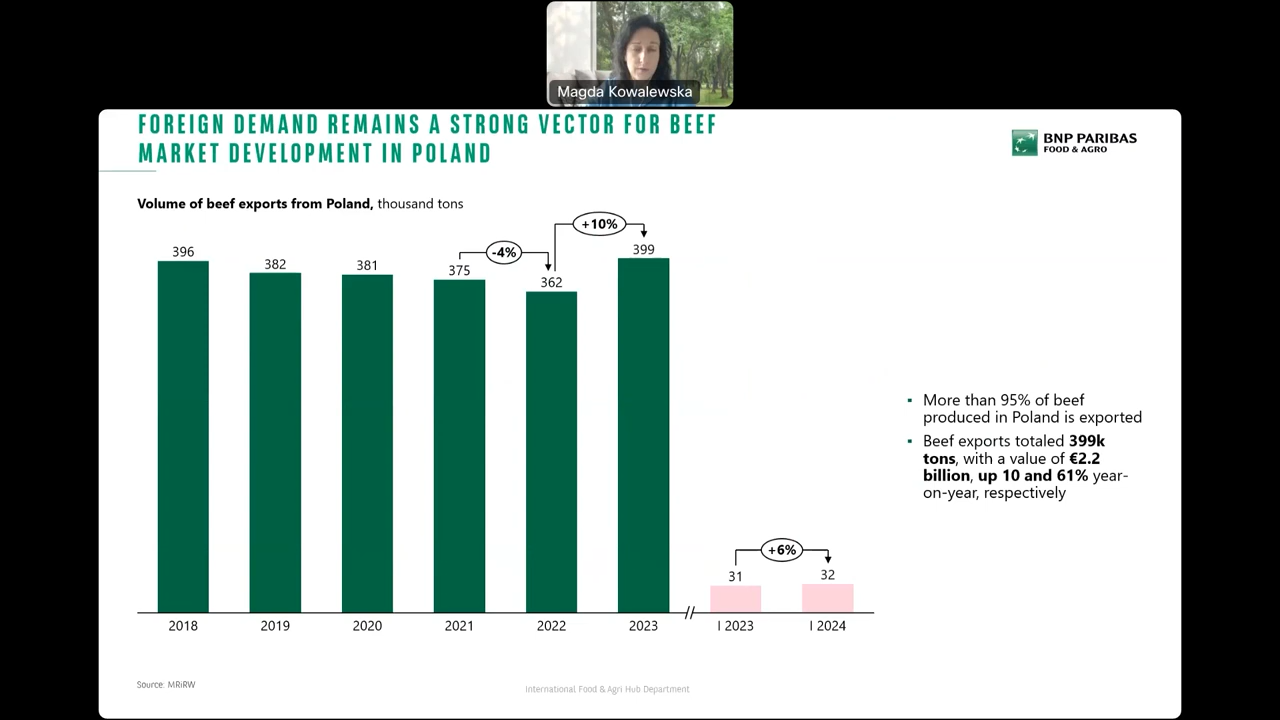 Magda Kowalewska
FOREIGN DEMAND REMAINS A STRONG VECTOR FOR BEEF
MARKET DEVELOPMENT IN POLAND
BNP PARIBAS
FOOD & AGRO
Volume of beef exports from Poland, thousand tons
+10%
-4%
396
382
381
375
362
399
More than 95% of beef
produced in Poland is exported
Beef exports totaled 399k
tons, with a value of €2.2
billion, up 10 and 61% year-
on-year, respectively
+6%
31
32
2018
2019
2020
2021
2022
2023
I 2023
I 2024
Source: MRiRW
International Food & Agri Hub Department